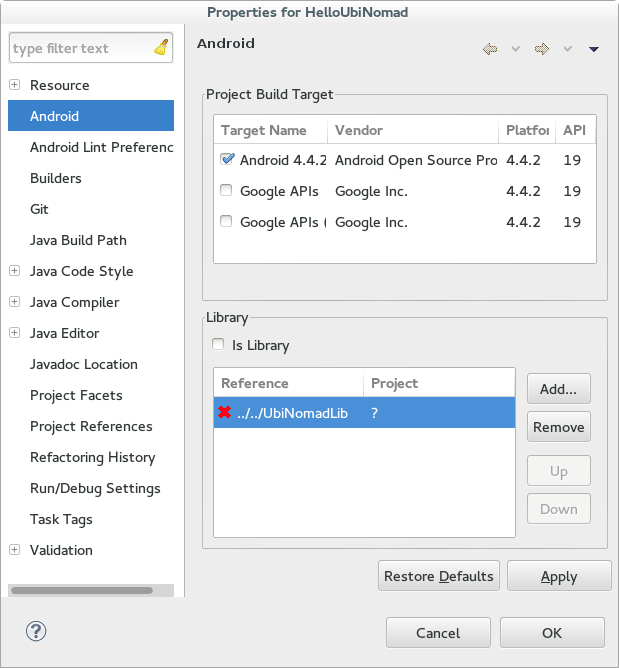 Properties for HelloUbiNomad
type filter text
Resource
Android
Android Lint Preferenc
Builders
Git
Java Build Path
Java Code Style
Java Compiler
Java Editor
Javadoc Location
Project Facets
Project References
Refactoring History
Run/Debug Settings
Task Tags
Validation
Android
Project Build Target
Target Name Vendor Platfor API
Android 4.4.2 Android Open Source Pro 4.4.2 19
Google APIs Google Inc. 4.4.2 19
Google APIs ( Google Inc. 4.4.2 19
Library
Is Library
Reference Project
../../UbiNomadLib ?
Add...
Remove
Up
Down
Restore Defaults Apply
? Cancel OK